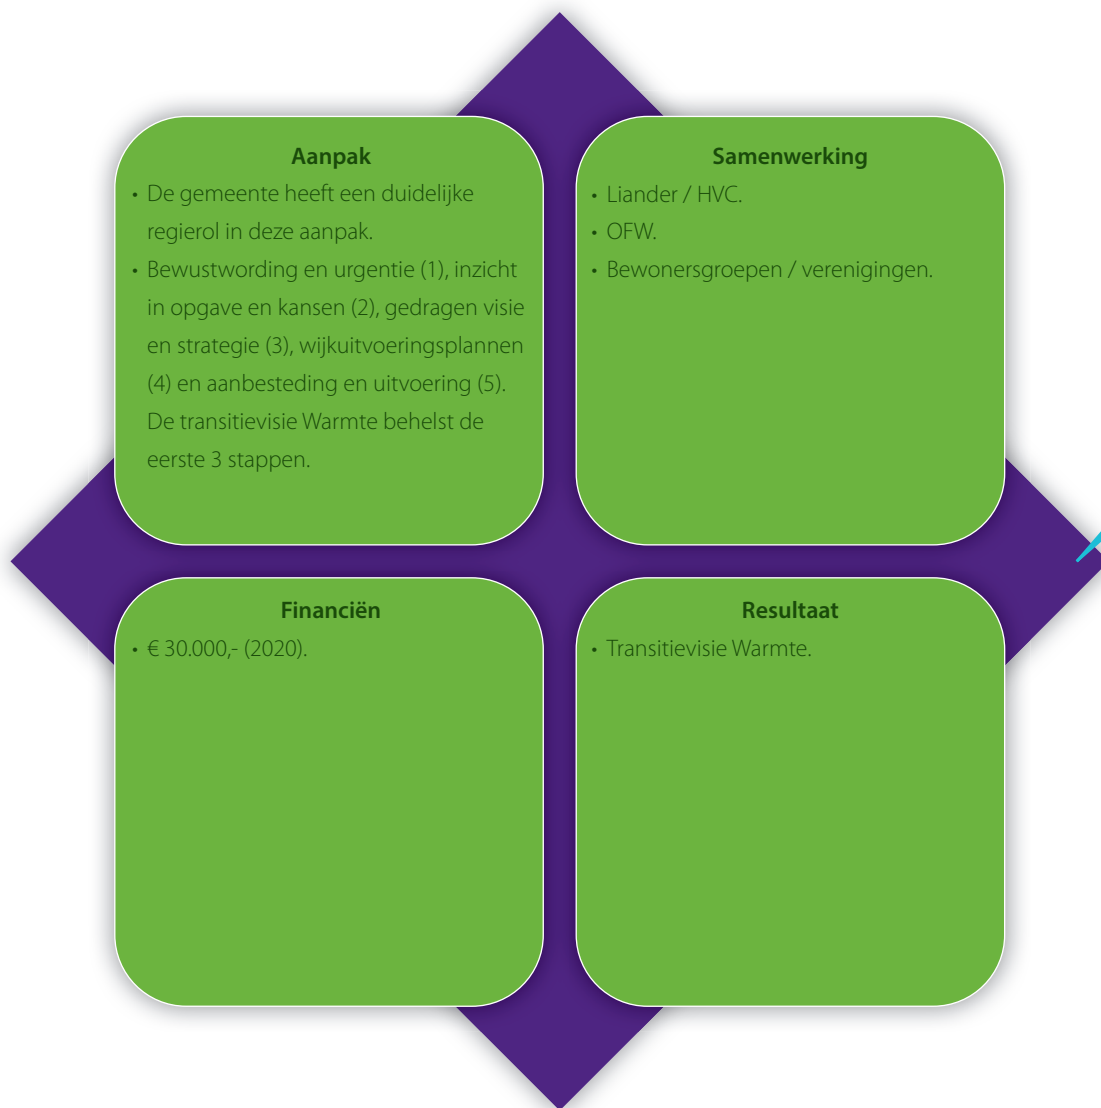 Aanpak
• De gemeente heeft een duidelijke
regierol in deze aanpak.
• Bewustwording en urgentie (1), inzicht
in opgave en kansen (2), gedragen visie
en strategie (3), wijkuitvoeringsplannen
(4) en aanbesteding en uitvoering (5).
De transitievisie Warmte behelst de
eerste 3 stappen.
Samenwerking
• Liander / HVC.
• OFW.
• Bewonersgroepen / verenigingen.
Financiën
• € 30.000,- (2020).
Resultaat
• Transitievisie Warmte.